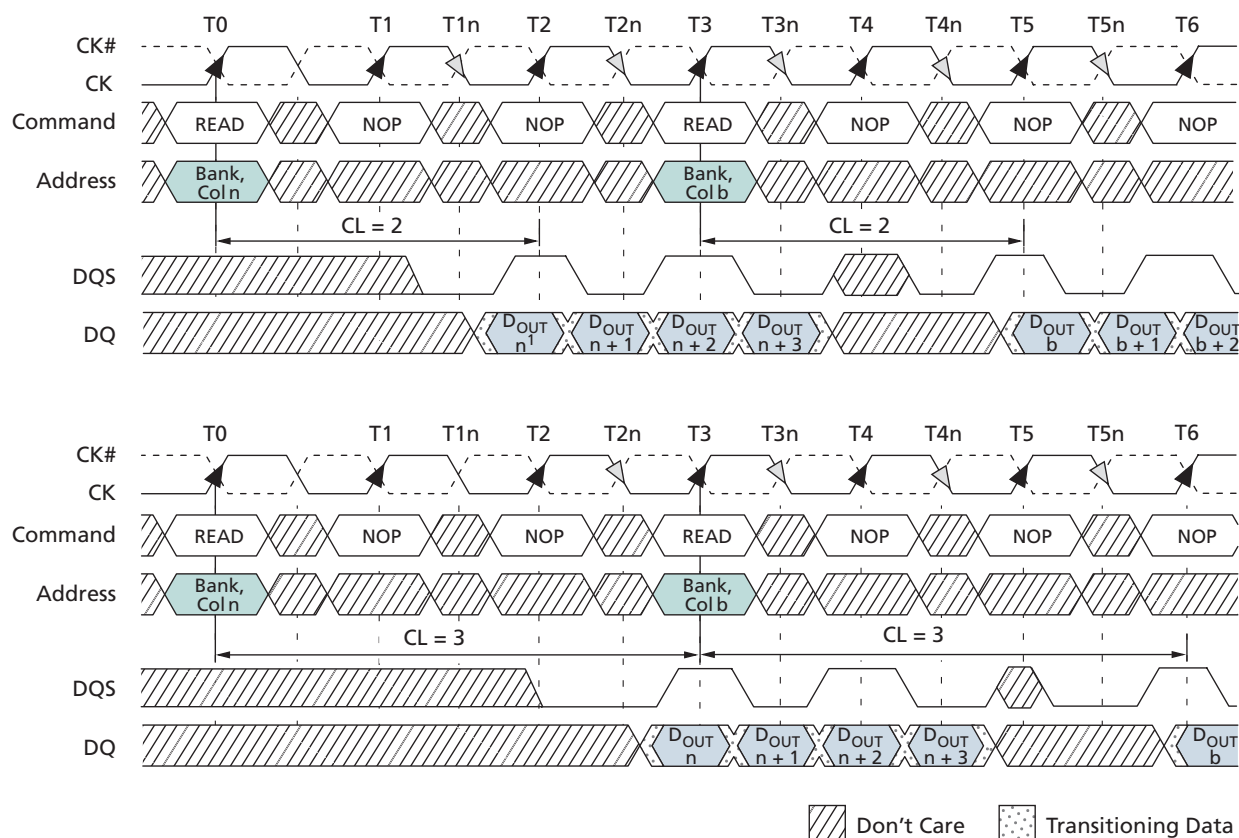 T0 T1 T1n T2 T2n T3 T3n T4 T4n T5 T5n T6
CK#
CK
Command READ NOP NOP READ NOP NOP NOP
Address Bank, Col n Bank, Col b
CL = 2 CL = 2
DQS
DQ DOUT n1 DOUT n + 1 DOUT n + 2 DOUT n + 3 DOUT b DOUT b + 1 DOUT b + 2
T0 T1 T1n T2 T2n T3 T3n T4 T4n T5 T5n T6
CK#
CK
Command READ NOP NOP READ NOP NOP NOP
Address Bank, Col n Bank, Col b
CL = 3 CL = 3
DQS
DQ DOUT n DOUT n + 1 DOUT n + 2 DOUT n + 3 DOUT b
Don't Care Transitioning Data